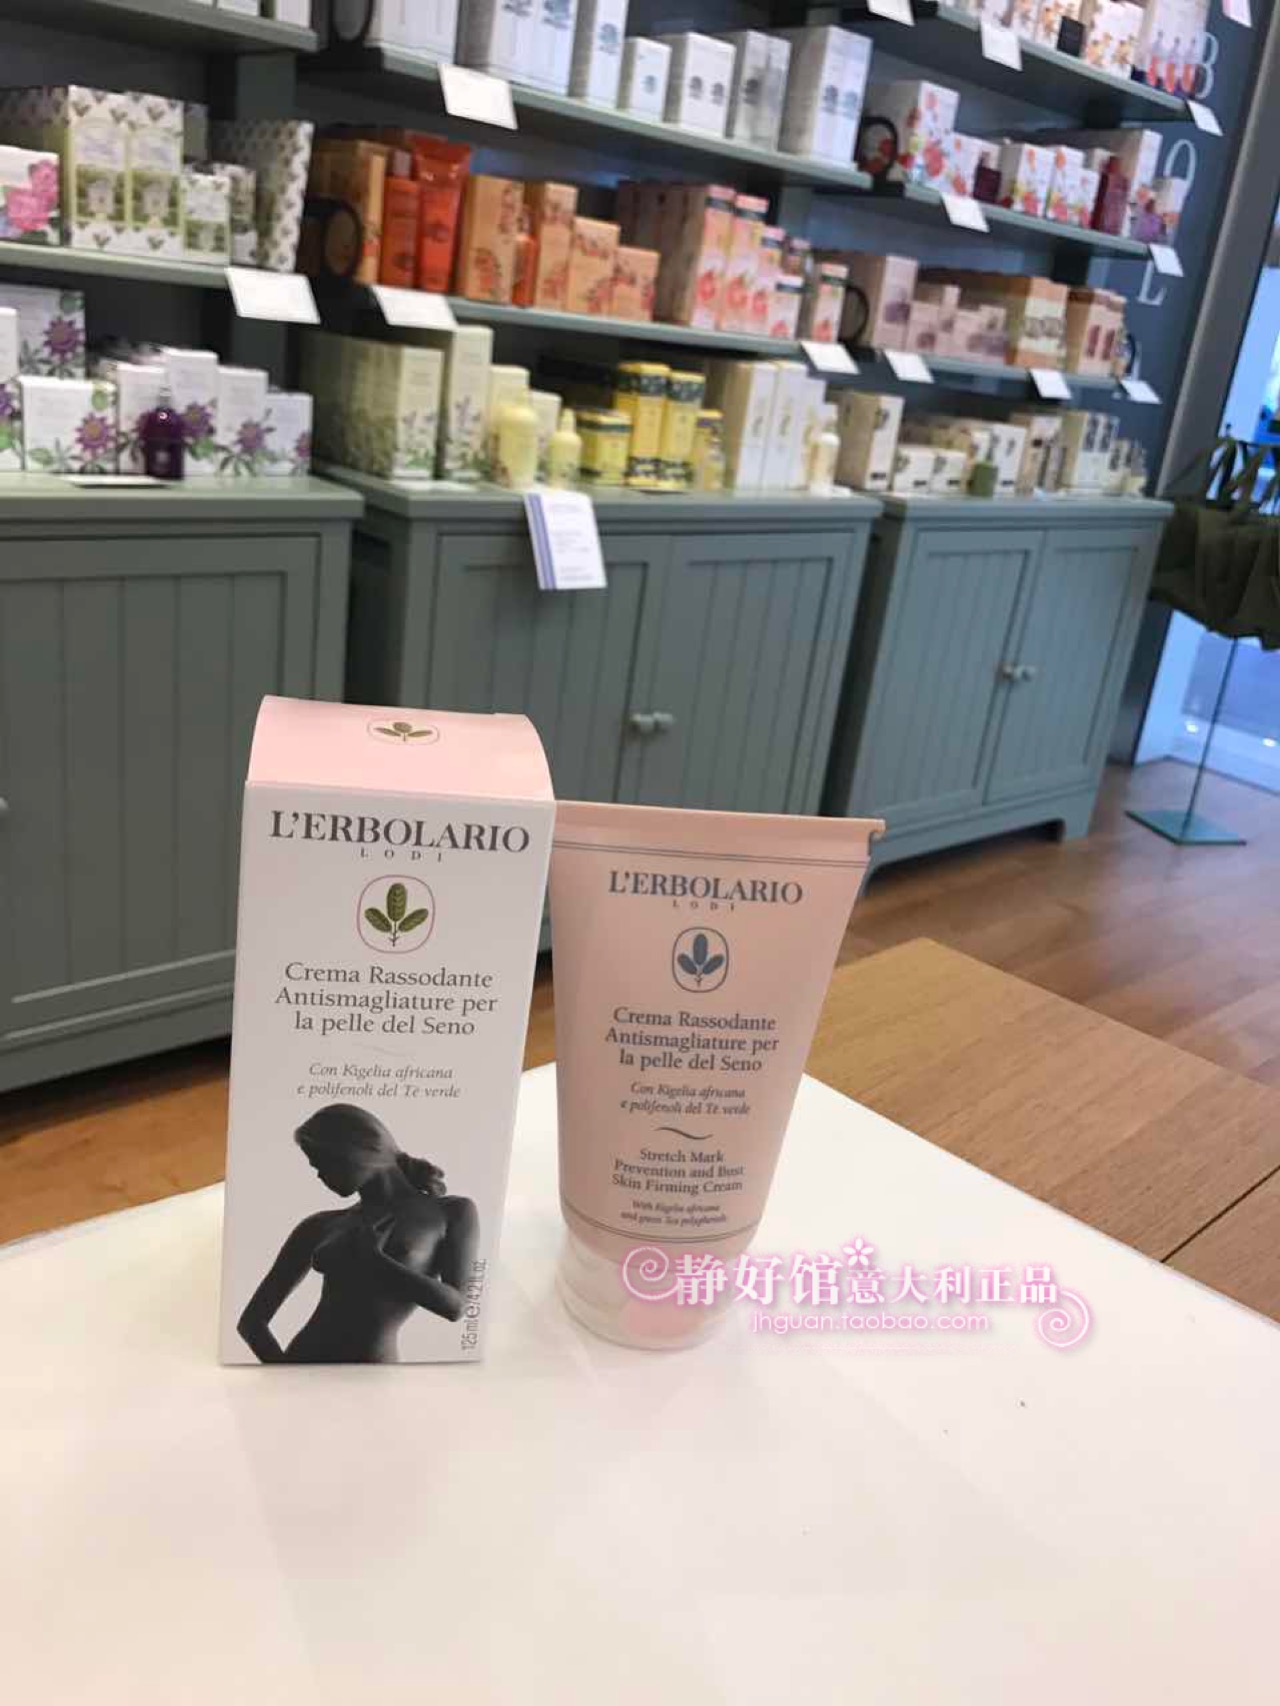 B
O
L
L'ERBOLARIO
LODI
Crema Rassodante
Antismagliature per
la pelle del Seno
Con Kigelia africana
e polifenoli del Tè verde
125 ml e/4.2 fl. oz.
L'ERBOLARIO
LODI
Crema Rassodante
Antismagliature per
la pelle del Seno
Con Kigelia africana
e polifenoli del Tè verde
Stretch Mark
Prevention and Bust
Skin Firming Cream
With Kigelia africana
and green Tea polyphenols
静好馆意大利正品
jhguan.taobao.com